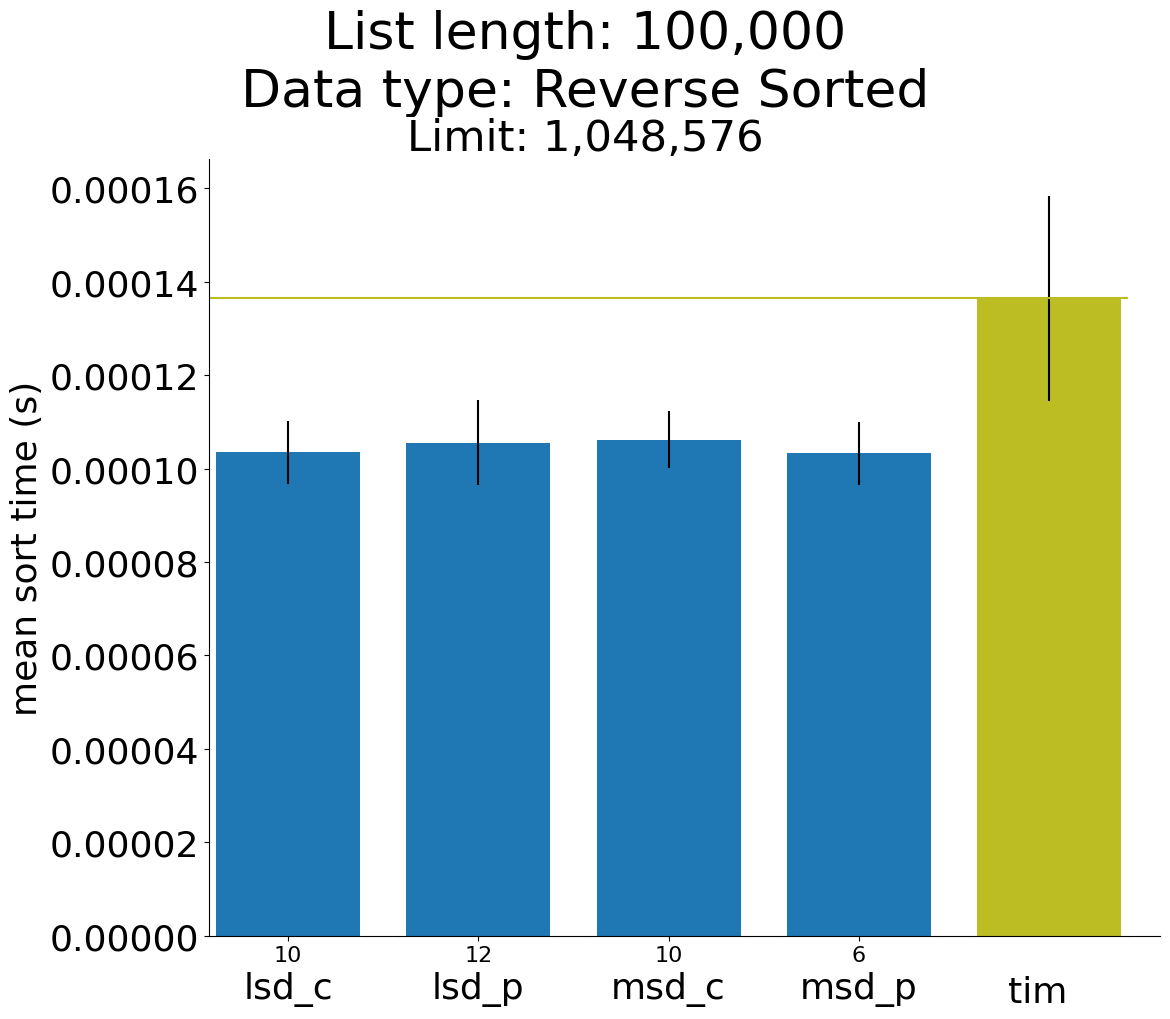 List length: 100,000
Data type: Reverse Sorted
Limit: 1,048,576
mean sort time (s)
0.00016
0.00014
0.00012
0.00010
0.00008
0.00006
0.00004
0.00002
0.00000
10 12 10 6
lsd_c lsd_p msd_c msd_p tim